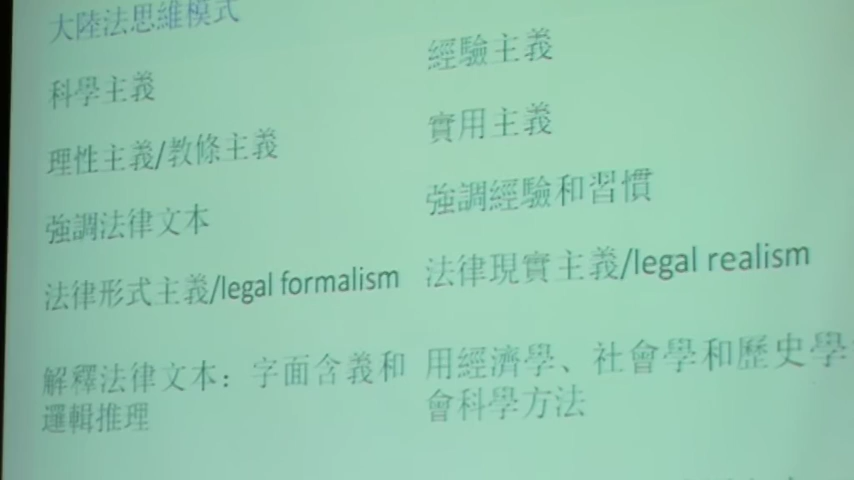 大陸法思維模式
經驗主義
科學主義
實用主義
理性主義/教條主義
強調經驗和習慣
強調法律文本
法律現實主義/legal realism
法律形式主義/legal formalism
用經濟學、社會學和歷史學
會科學方法
解釋法律文本：字面含義和
邏輯推理